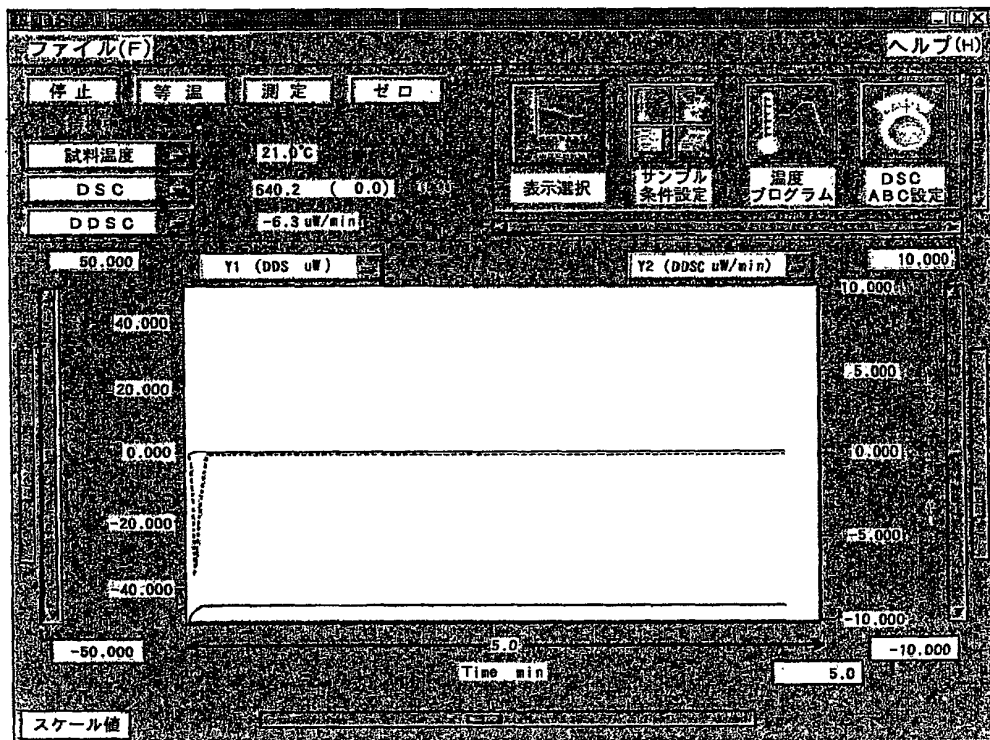 ファイル(F)
ヘルプ(H)
停止
等温
測定
ゼロ
試料温度
21.0℃
DSC
640.2 ( 0.0)
DDSC
-6.3 uW/min
表示選択
サンプル
条件設定
温度
プログラム
DSC
ABC設定
50.000
Y1 (DDS uW)
Y2 (DDSC uW/min)
10.000
40.000
20.000
0.000
-20.000
-40.000
-50.000
10.000
5.000
0.000
-5.000
-10.000
-10.000
5.0
Time min
5.0
スケール値